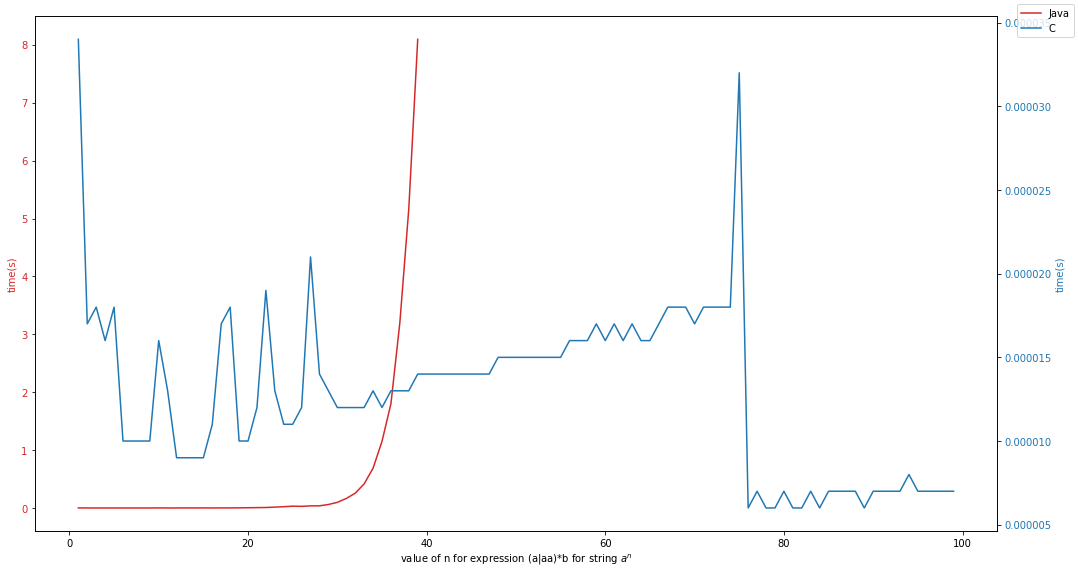 Java
C
0.000035
8
7
6
5
4
3
2
1
0
time(s)
0.000030
0.000025
0.000020
0.000015
0.000010
0.000005
time(s)
0 20 40 60 80 100
value of n for expression (a|aa)*b for string aⁿ